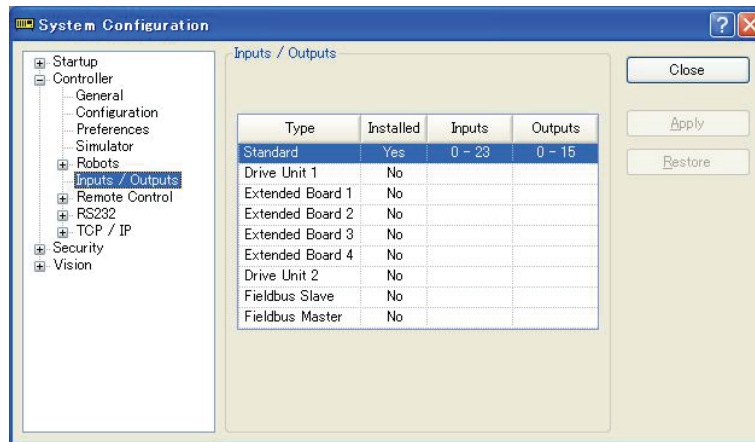 System Configuration
Startup
Controller
General
Configuration
Preferences
Simulator
Robots
Inputs / Outputs
Remote Control
RS232
TCP / IP
Security
Vision
Inputs / Outputs
Type Installed Inputs Outputs
Standard Yes 0 - 23 0 - 15
Drive Unit 1 No
Extended Board 1 No
Extended Board 2 No
Extended Board 3 No
Extended Board 4 No
Drive Unit 2 No
Fieldbus Slave No
Fieldbus Master No
Close
Apply
Restore